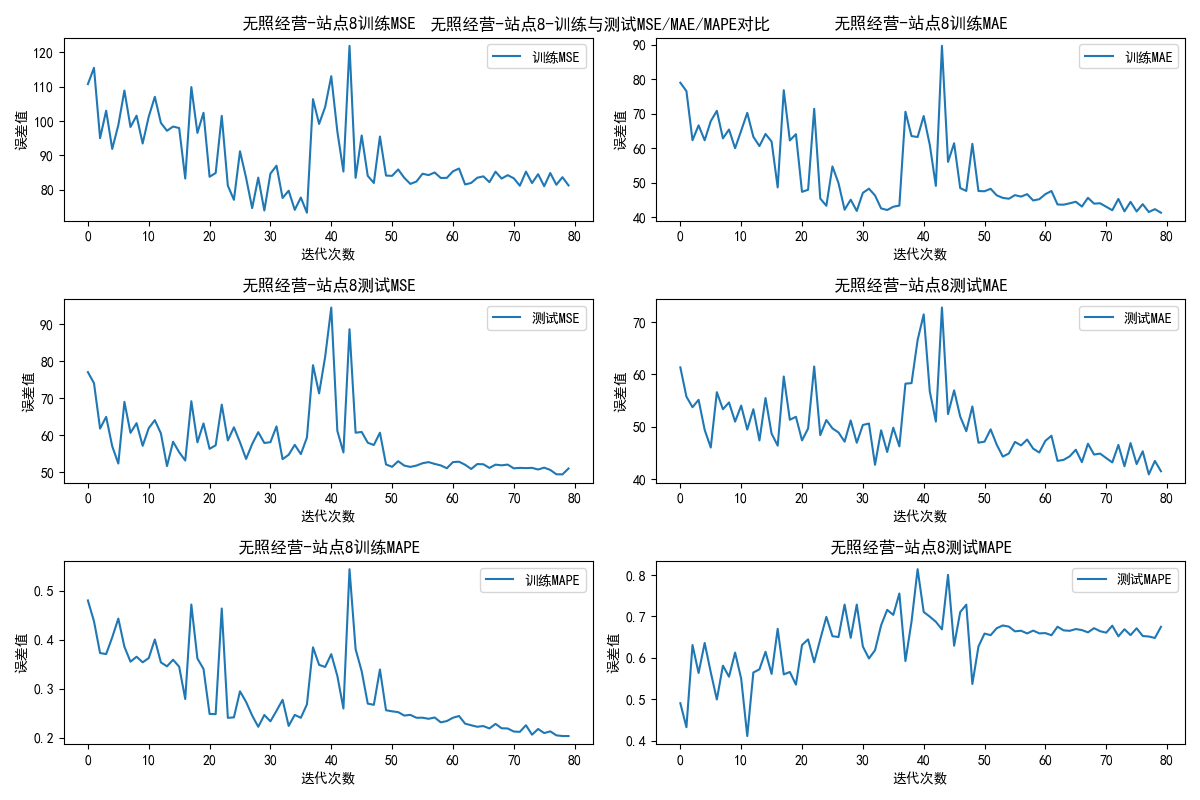 无照经营-站点8-训练与测试MSE/MAE/MAPE对比
无照经营-站点8训练MSE
训练MSE
误差值
120
110
100
90
80
0 10 20 30 40 50 60 70 80
迭代次数
无照经营-站点8训练MAE
训练MAE
误差值
90
80
70
60
50
40
0 10 20 30 40 50 60 70 80
迭代次数
无照经营-站点8测试MSE
测试MSE
误差值
90
80
70
60
50
0 10 20 30 40 50 60 70 80
迭代次数
无照经营-站点8测试MAE
测试MAE
误差值
70
60
50
40
0 10 20 30 40 50 60 70 80
迭代次数
无照经营-站点8训练MAPE
训练MAPE
误差值
0.5
0.4
0.3
0.2
0 10 20 30 40 50 60 70 80
迭代次数
无照经营-站点8测试MAPE
测试MAPE
误差值
0.8
0.7
0.6
0.5
0.4
0 10 20 30 40 50 60 70 80
迭代次数